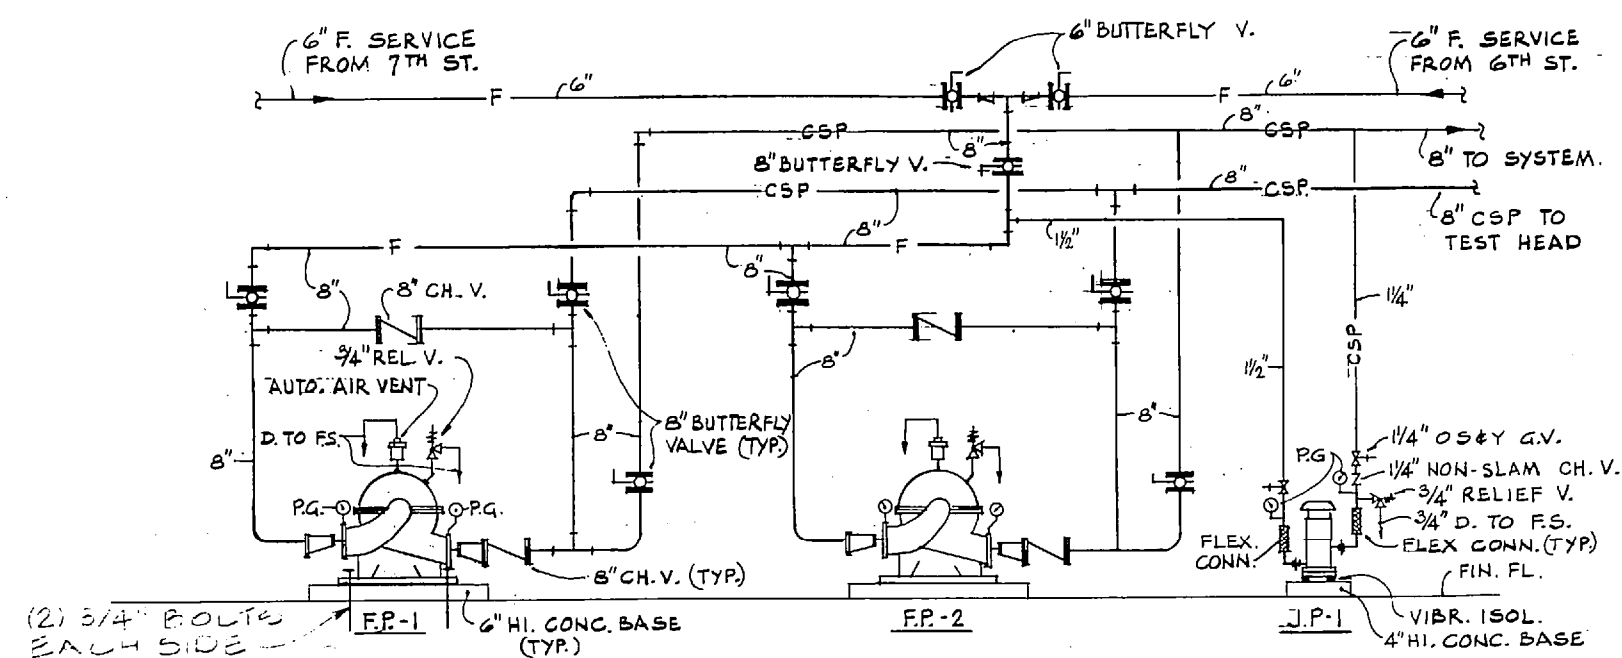 6" F. SERVICE
FROM 7TH ST.
6" BUTTERFLY V.
6" F. SERVICE
FROM 6TH ST.
F
6"
F
6"
CSP
8"
8"
CSP
8" TO SYSTEM.
8" BUTTERFLY V.
CSP
8"
8"
C.S.P.
8" CSP TO
TEST HEAD
F
8"
F
1½"
8"
8" CH. V.
8"
1¼"
3/4" REL. V.
8"
CSP
AUTO. AIR VENT
1½"
D. TO F.S.
8"
8"
8" BUTTERFLY
VALVE (TYP.)
8"
P.G
1¼" OS&Y G.V.
1¼" NON-SLAM CH. V.
3/4" RELIEF V.
3/4" D. TO F.S.
FLEX CONN. (TYP)
P.G.
P.G.
FLEX.
CONN.
8" CH. V. (TYP.)
FIN. FL.
(2) 3/4" BOLTS
EACH SIDE
F.P.-1
6" HI. CONC. BASE
(TYP.)
F.P.-2
J.P-1
VIBR. ISOL.
4" HI. CONC. BASE